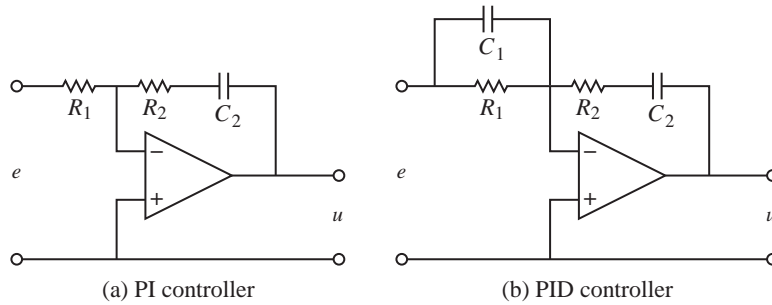 R1 R2 C2
−
+
e
u
(a) PI controller
C1
R1 R2 C2
−
+
e
u
(b) PID controller